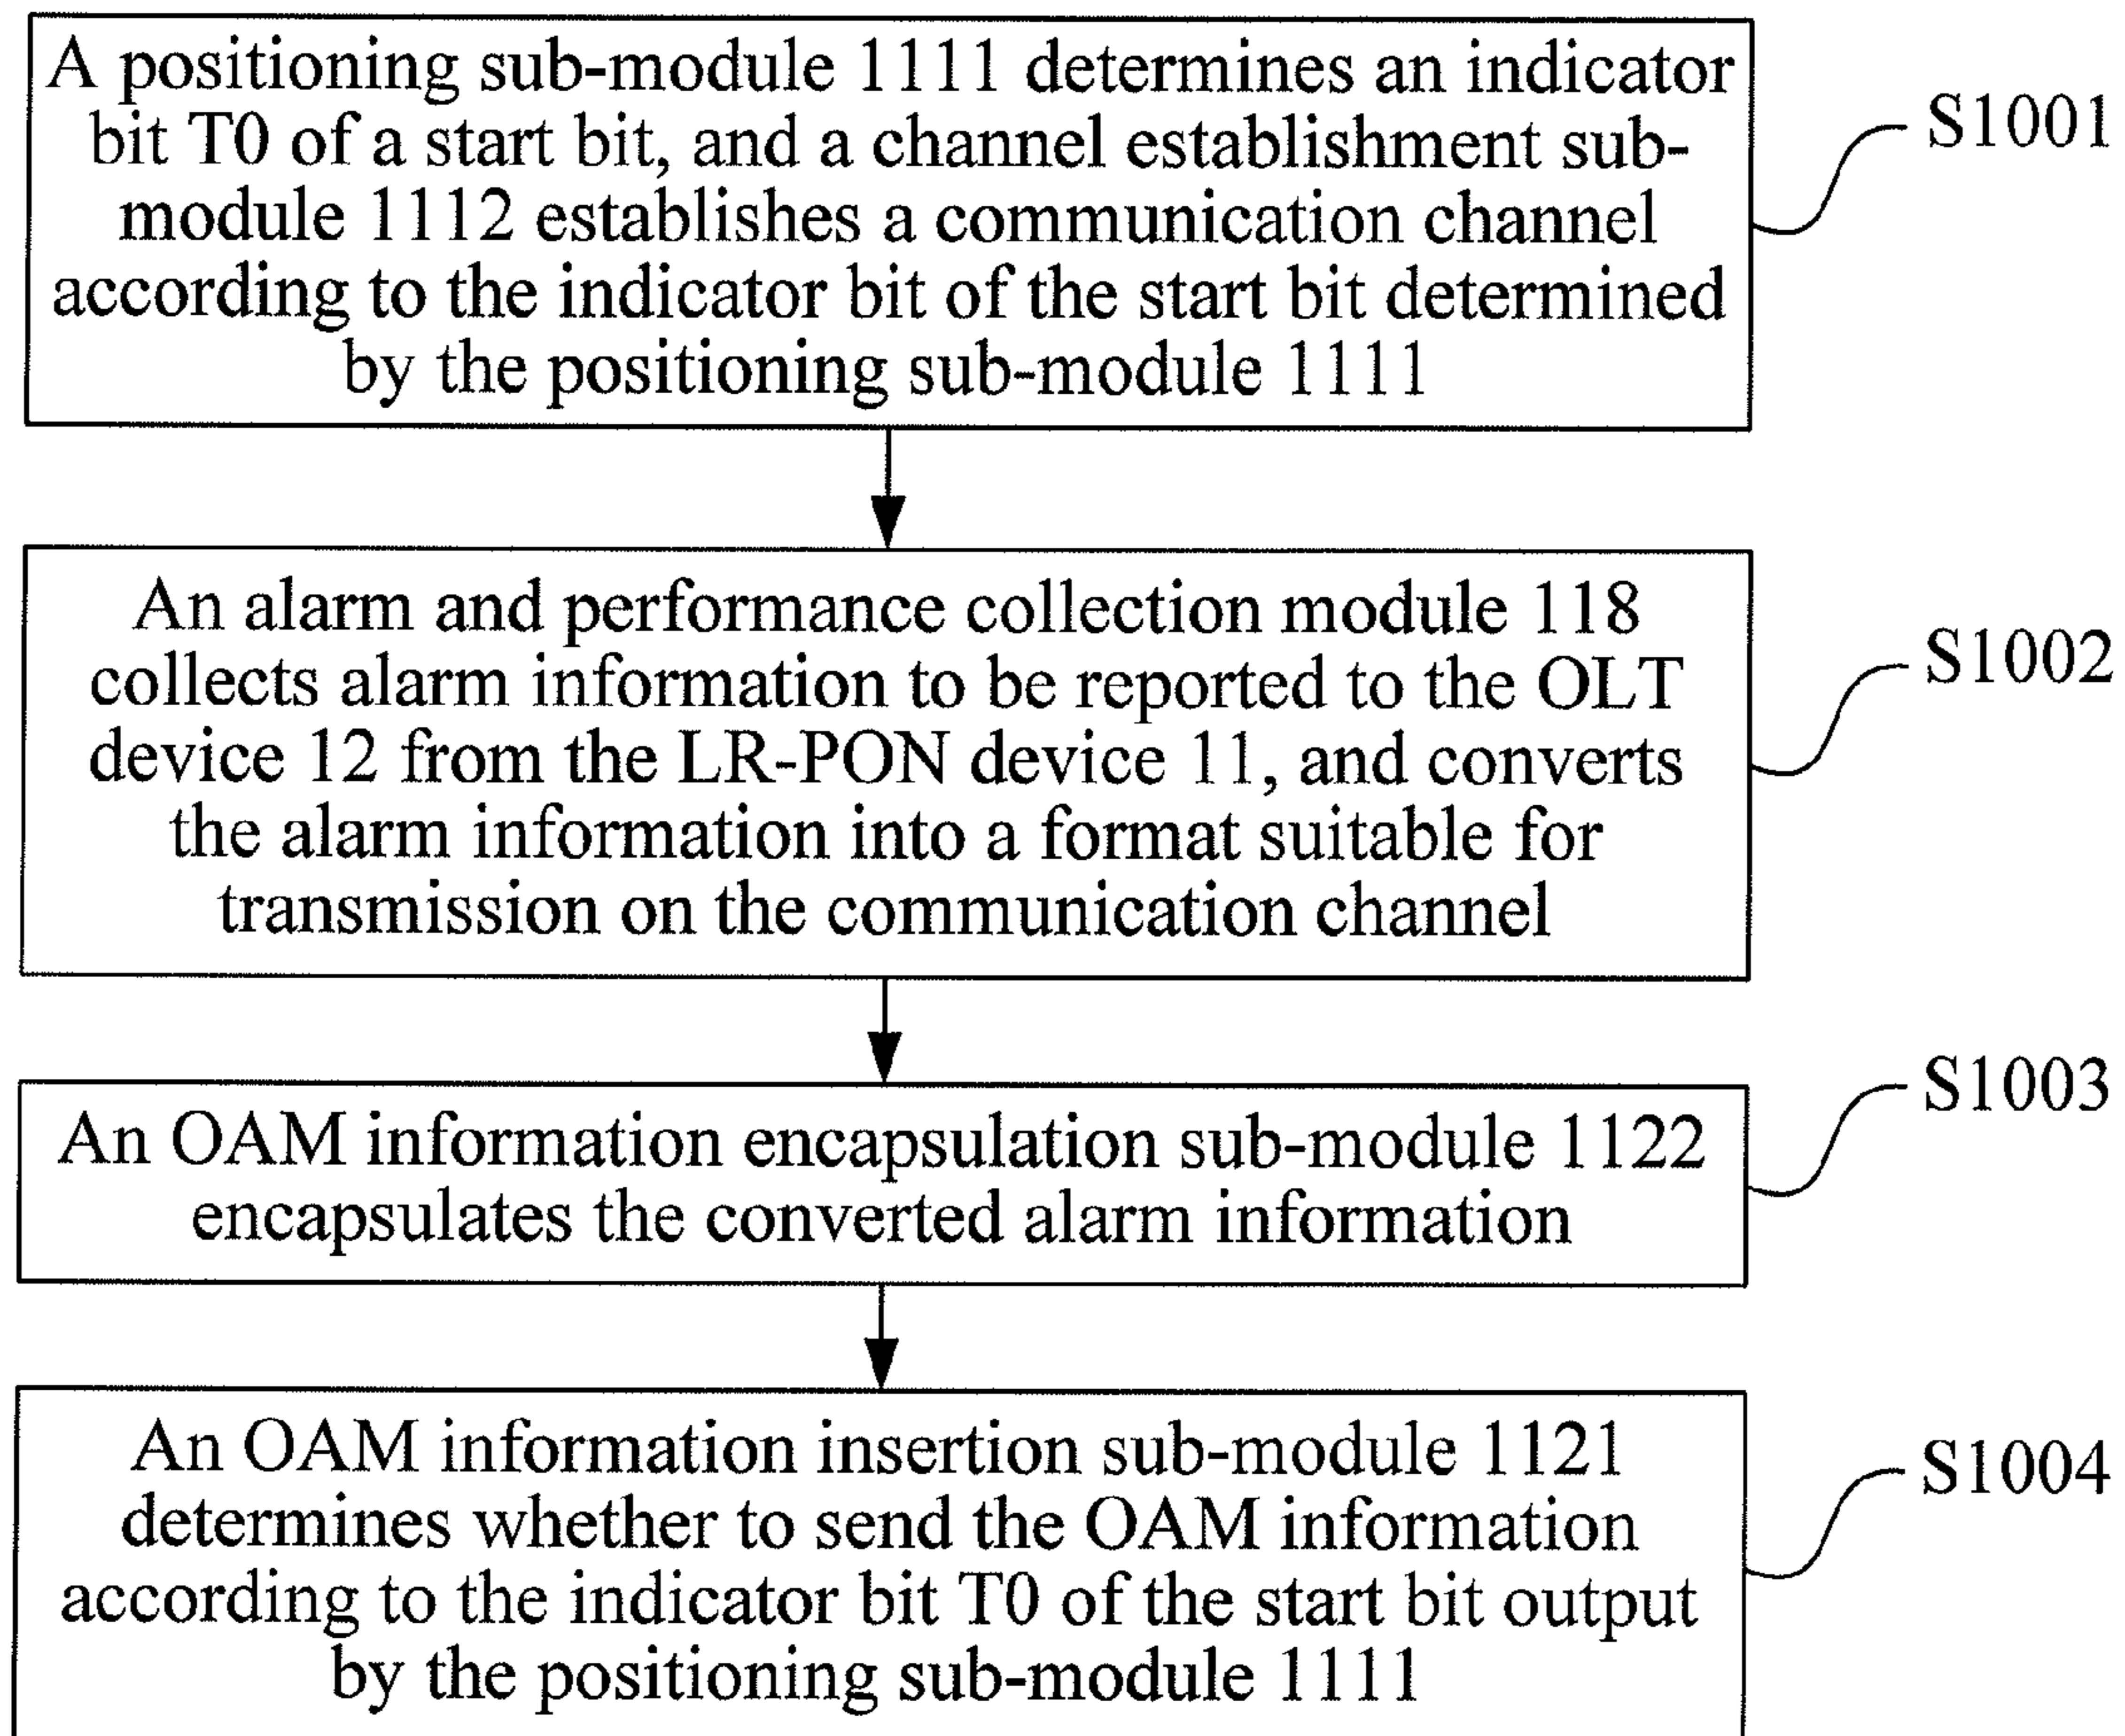 A positioning sub-module 1111 determines an indicator
bit T0 of a start bit, and a channel establishment sub-
module 1112 establishes a communication channel
according to the indicator bit of the start bit determined
by the positioning sub-module 1111
S1001
An alarm and performance collection module 118
collects alarm information to be reported to the OLT
device 12 from the LR-PON device 11, and converts
the alarm information into a format suitable for
transmission on the communication channel
S1002
An OAM information encapsulation sub-module 1122
encapsulates the converted alarm information
S1003
An OAM information insertion sub-module 1121
determines whether to send the OAM information
according to the indicator bit T0 of the start bit output
by the positioning sub-module 1111
S1004